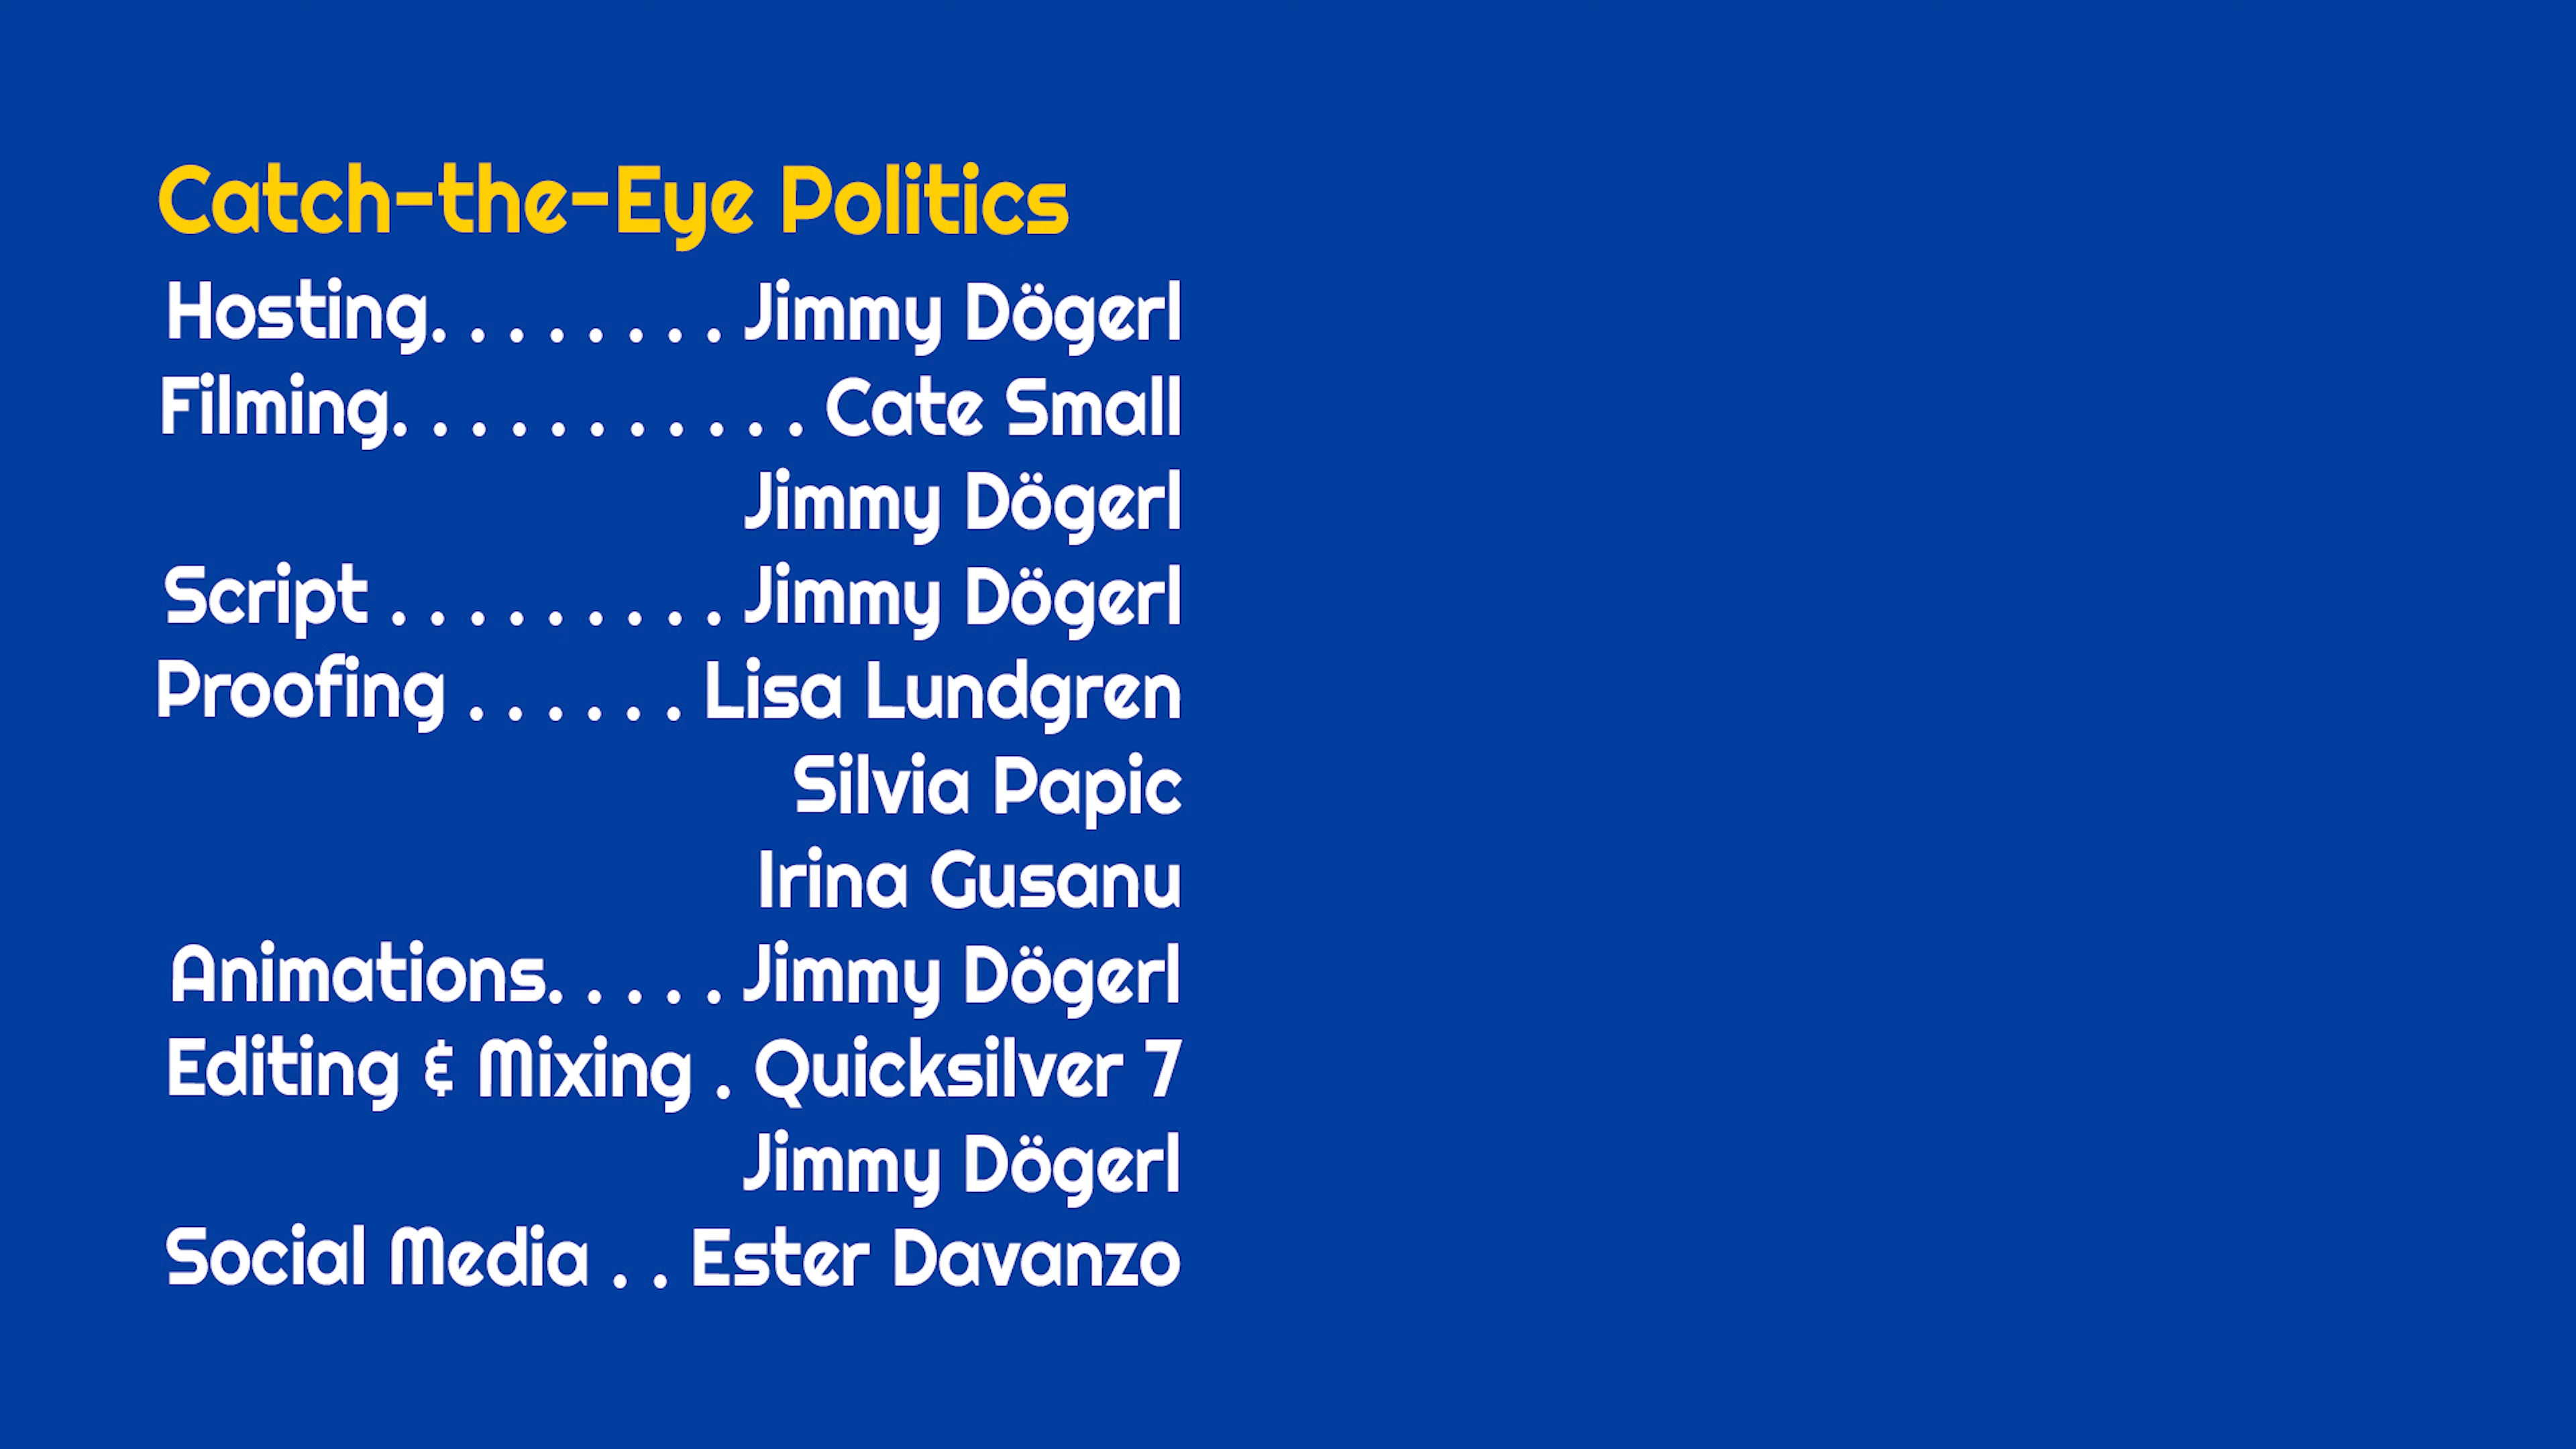 Catch-the-Eye Politics
Hosting. . . . . . . . Jimmy Dögerl
Filming. . . . . . . . . . . Cate Small
Jimmy Dögerl
Script . . . . . . . . . Jimmy Dögerl
Proofing . . . . . . Lisa Lundgren
Silvia Papic
Irina Gusanu
Animations. . . . . Jimmy Dögerl
Editing & Mixing . Quicksilver 7
Jimmy Dögerl
Social Media . . Ester Davanzo